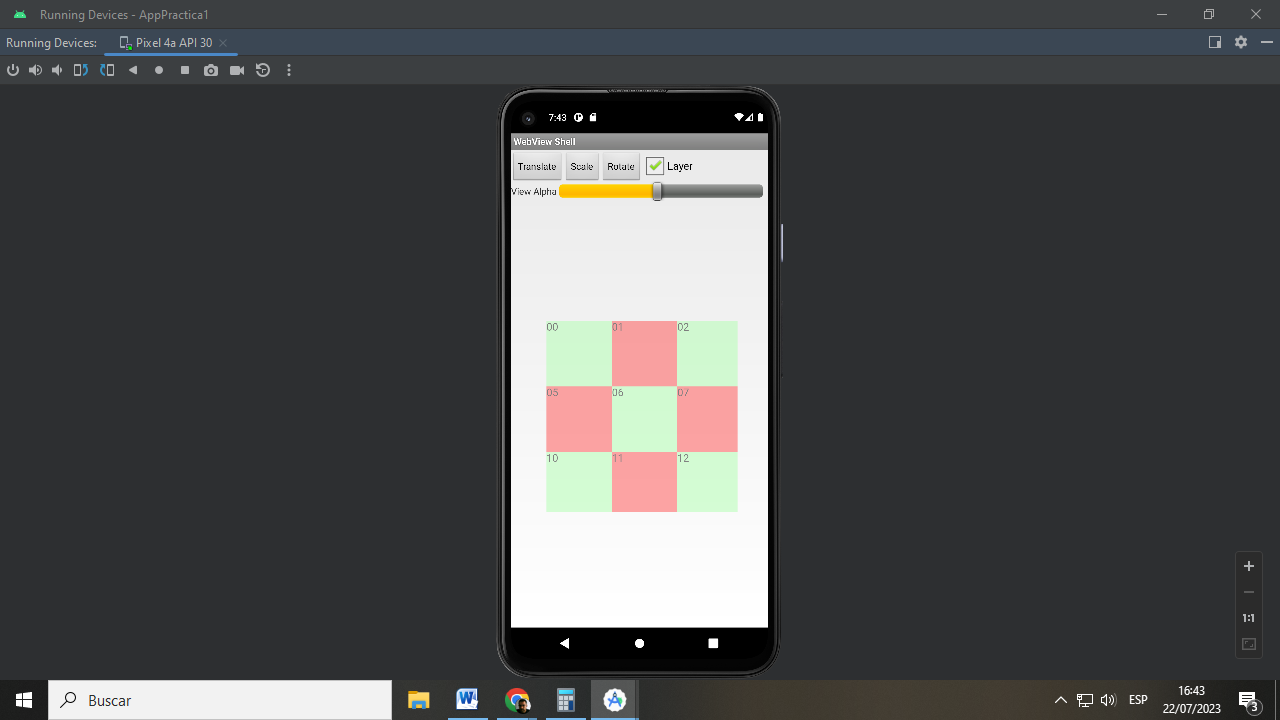 Running Devices - AppPractica1
Running Devices: Pixel 4a API 30
7:43
WebView Shell
Translate Scale Rotate Layer
View Alpha
00 01 02
05 06 07
10 11 12
1:1
Buscar
ESP
16:43
22/07/2023
3